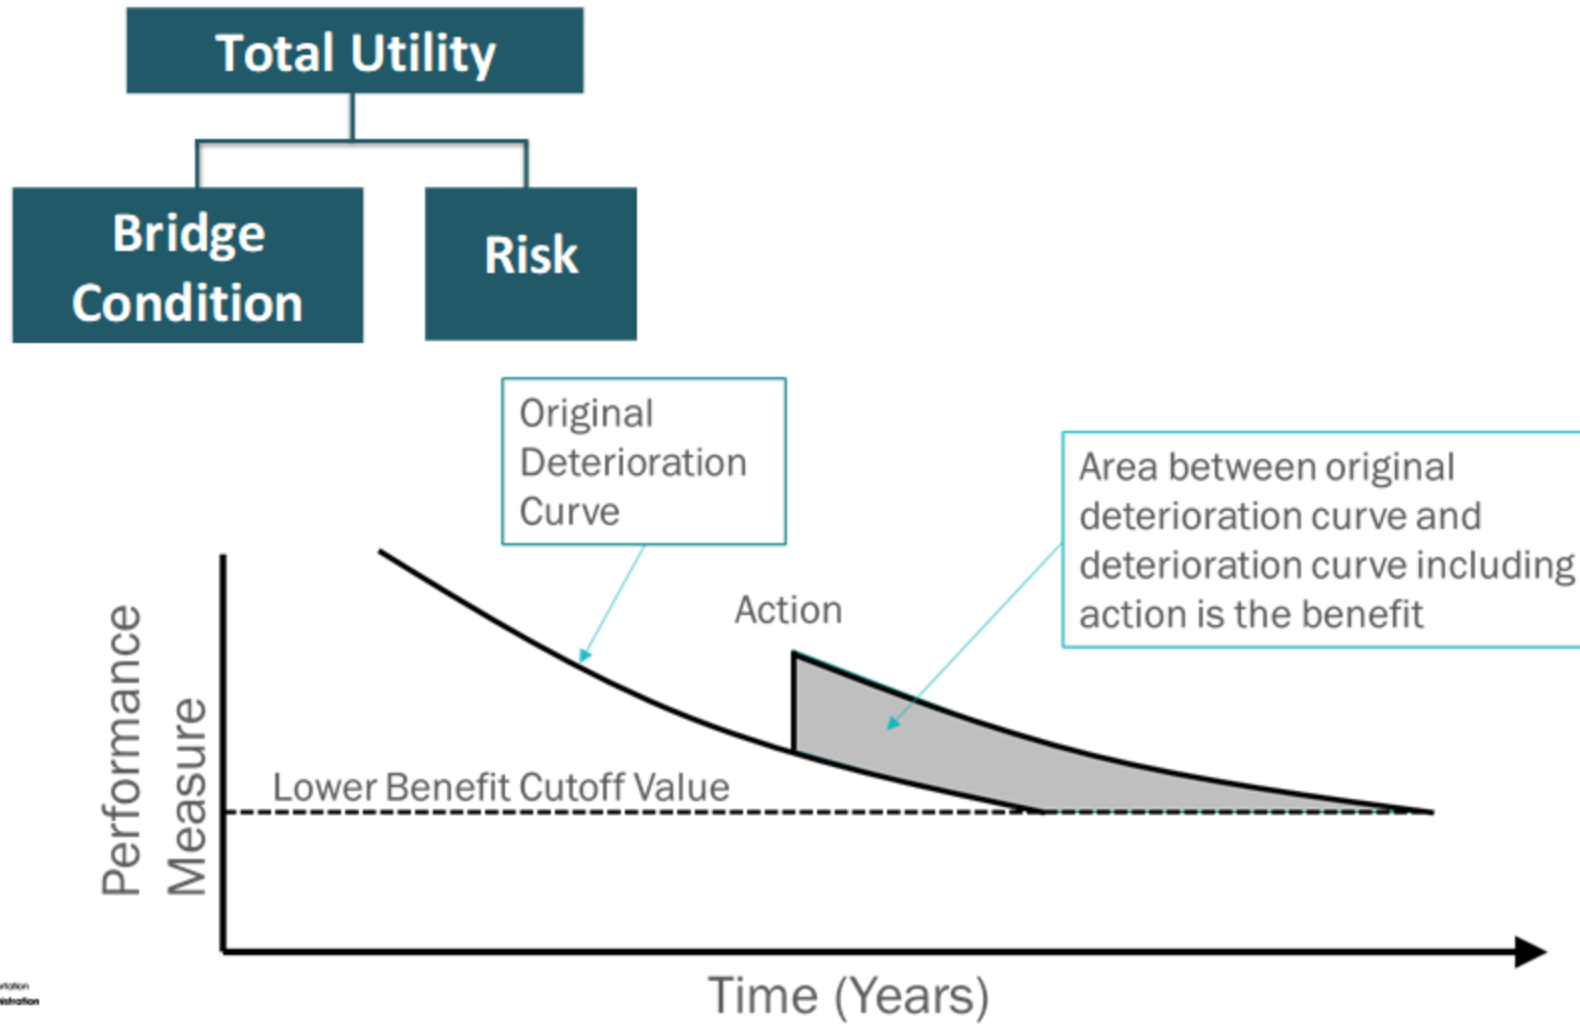 Total Utility
Bridge
Condition
Risk
Original
Deterioration
Curve
Area between original
deterioration curve and
deterioration curve including
action is the benefit
Action
Lower Benefit Cutoff Value
Performance
Measure
Time (Years)